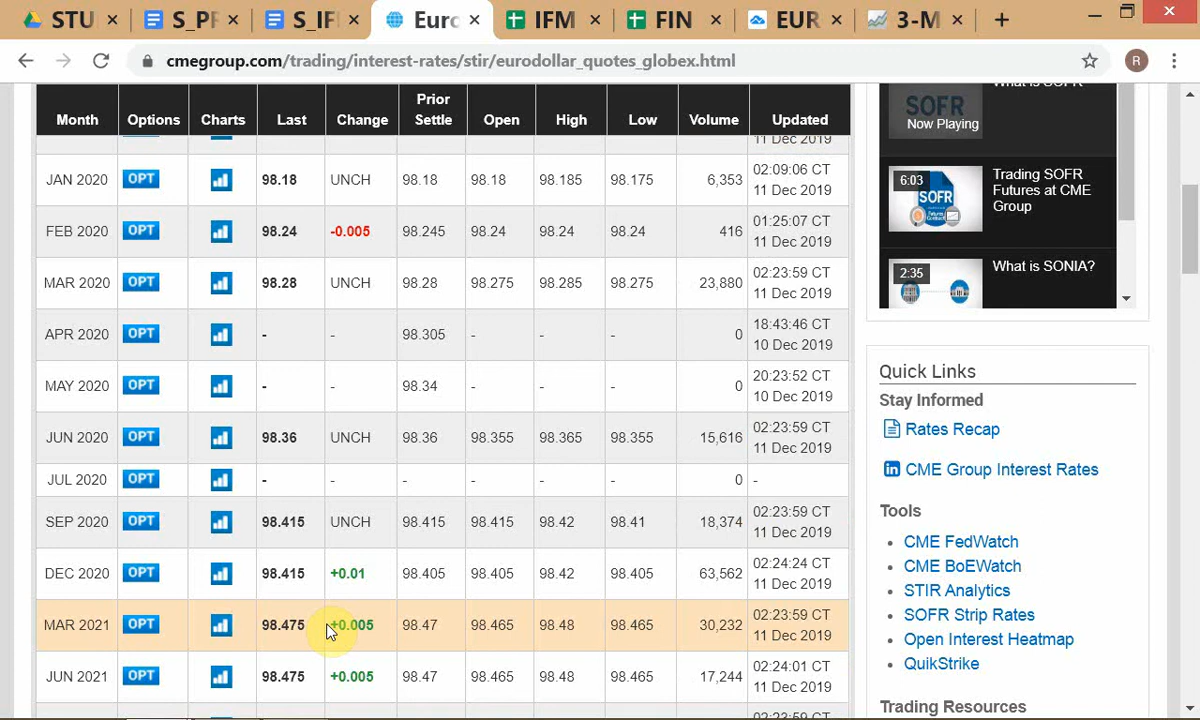 STU
S_PR
S_IFI
Euro
IFM
FIN
EUR
3-M
cmegroup.com/trading/interest-rates/stir/eurodollar_quotes_globex.html
R
Month Options Charts Last Change Prior Settle Open High Low Volume Updated
11 Dec 2019
JAN 2020 OPT 98.18 UNCH 98.18 98.18 98.185 98.175 6,353 02:09:06 CT
11 Dec 2019
FEB 2020 OPT 98.24 -0.005 98.245 98.24 98.24 98.24 416 01:25:07 CT
11 Dec 2019
MAR 2020 OPT 98.28 UNCH 98.28 98.275 98.285 98.275 23,880 02:23:59 CT
11 Dec 2019
APR 2020 OPT - - 98.305 - - - 0 18:43:46 CT
10 Dec 2019
MAY 2020 OPT - - 98.34 - - - 0 20:23:52 CT
10 Dec 2019
JUN 2020 OPT 98.36 UNCH 98.36 98.355 98.365 98.355 15,616 02:23:59 CT
11 Dec 2019
JUL 2020 OPT - - - - - - 0 -
SEP 2020 OPT 98.415 UNCH 98.415 98.415 98.42 98.41 18,374 02:23:59 CT
11 Dec 2019
DEC 2020 OPT 98.415 +0.01 98.405 98.405 98.42 98.405 63,562 02:24:24 CT
11 Dec 2019
MAR 2021 OPT 98.475 +0.005 98.47 98.465 98.48 98.465 30,232 02:23:59 CT
11 Dec 2019
JUN 2021 OPT 98.475 +0.005 98.47 98.465 98.48 98.465 17,244 02:24:01 CT
11 Dec 2019
02:23:59 CT
What is SOFR
SOFR
Now Playing
6:03
SOFR
Trading SOFR
Futures at CME
Group
2:35
What is SONIA?
Quick Links
Stay Informed
Rates Recap
CME Group Interest Rates
Tools
CME FedWatch
CME BoEWatch
STIR Analytics
SOFR Strip Rates
Open Interest Heatmap
QuikStrike
Trading Resources